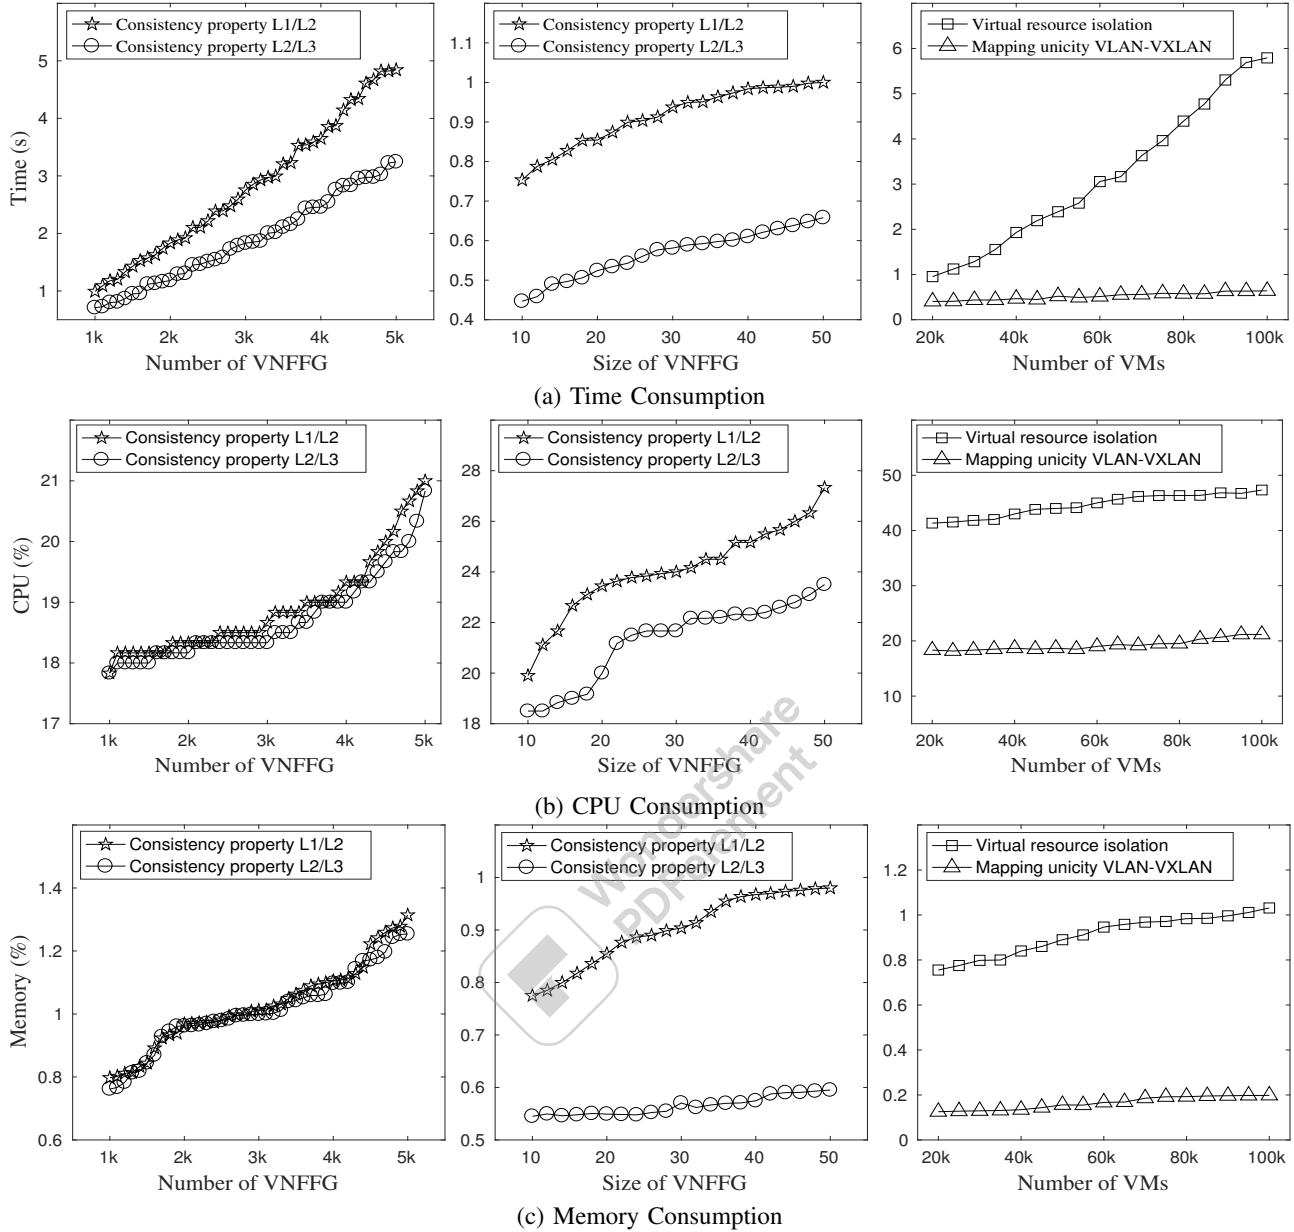 Consistency property L1/L2
Consistency property L2/L3
5
4
3
2
1
Time (s)
1k 2k 3k 4k 5k
Number of VNFFG
Consistency property L1/L2
Consistency property L2/L3
1.1
1
0.9
0.8
0.7
0.6
0.5
0.4
10 20 30 40 50
Size of VNFFG
Virtual resource isolation
Mapping unicity VLAN-VXLAN
6
5
4
3
2
1
0
20k 40k 60k 80k 100k
Number of VMs
(a) Time Consumption
Consistency property L1/L2
Consistency property L2/L3
21
20
19
18
17
CPU (%)
1k 2k 3k 4k 5k
Number of VNFFG
Consistency property L1/L2
Consistency property L2/L3
28
26
24
22
20
18
10 20 30 40 50
Size of VNFFG
Virtual resource isolation
Mapping unicity VLAN-VXLAN
50
40
30
20
10
20k 40k 60k 80k 100k
Number of VMs
(b) CPU Consumption
Consistency property L1/L2
Consistency property L2/L3
1.4
1.2
1
0.8
0.6
Memory (%)
1k 2k 3k 4k 5k
Number of VNFFG
Consistency property L1/L2
Consistency property L2/L3
1
0.9
0.8
0.7
0.6
0.5
10 20 30 40 50
Size of VNFFG
Virtual resource isolation
Mapping unicity VLAN-VXLAN
1.2
1
0.8
0.6
0.4
0.2
0
20k 40k 60k 80k 100k
Number of VMs
(c) Memory Consumption
Wondershare
PDFelement